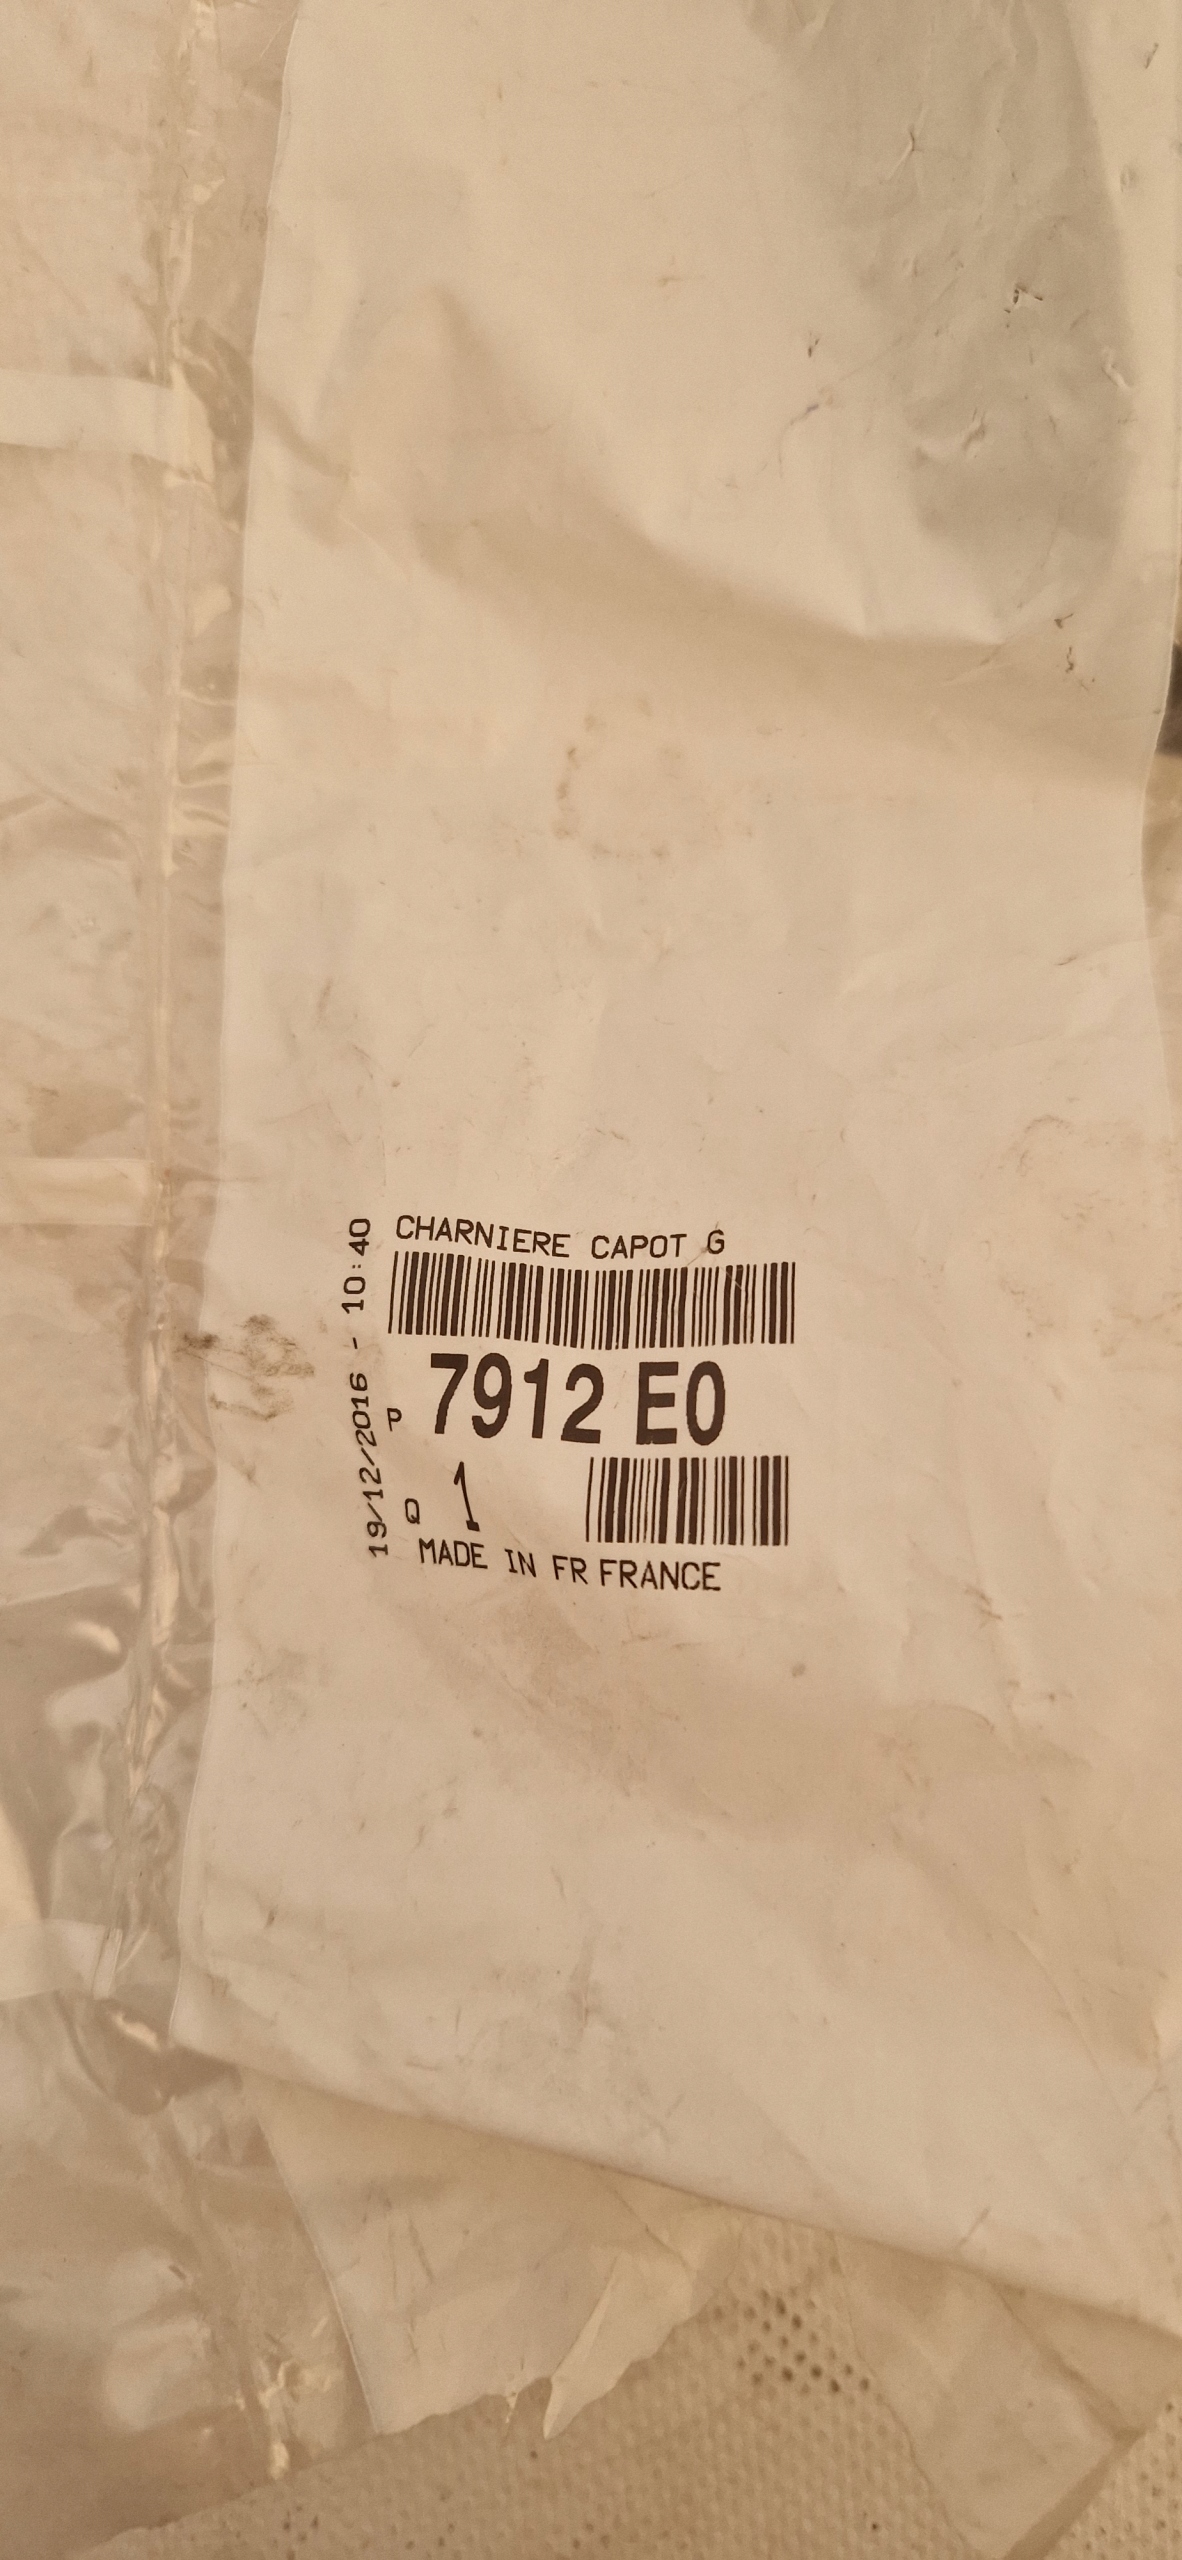 CHARNIERE CAPOT G
P 7912 E0
Q 1
MADE IN FR FRANCE
19/12/2016 - 10:40